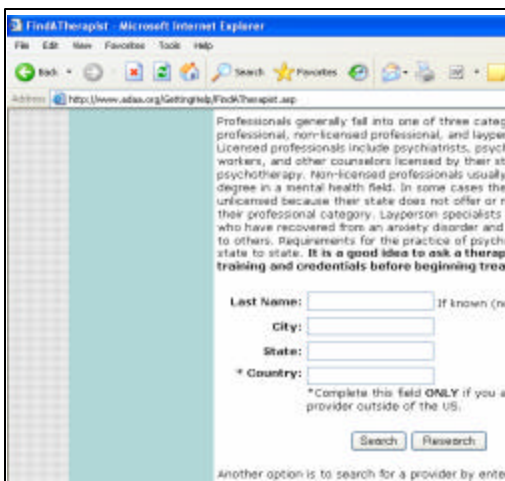 FindATherapist - Microsoft Internet Explorer
File Edit View Favorites Tools Help
Back Search Favorites
Address http://www.adaa.org/GettingHelp/FindATherapist.asp
Professionals generally fall into one of three categ
professional, non-licensed professional, and laype
Licensed professionals include psychiatrists, psych
workers, and other counselors licensed by their st
psychotherapy. Non-licensed professionals usually
degree in a mental health field. In some cases the
unlicensed because their state does not offer or r
their professional category. Layperson specialists
who have recovered from an anxiety disorder and
to others. Requirements for the practice of psych
state to state. It is a good idea to ask a therap
training and credentials before beginning trea
Last Name: If known (n
City:
State:
* Country:
*Complete this field ONLY if you a
provider outside of the US.
Search Research
Another option is to search for a provider by ente